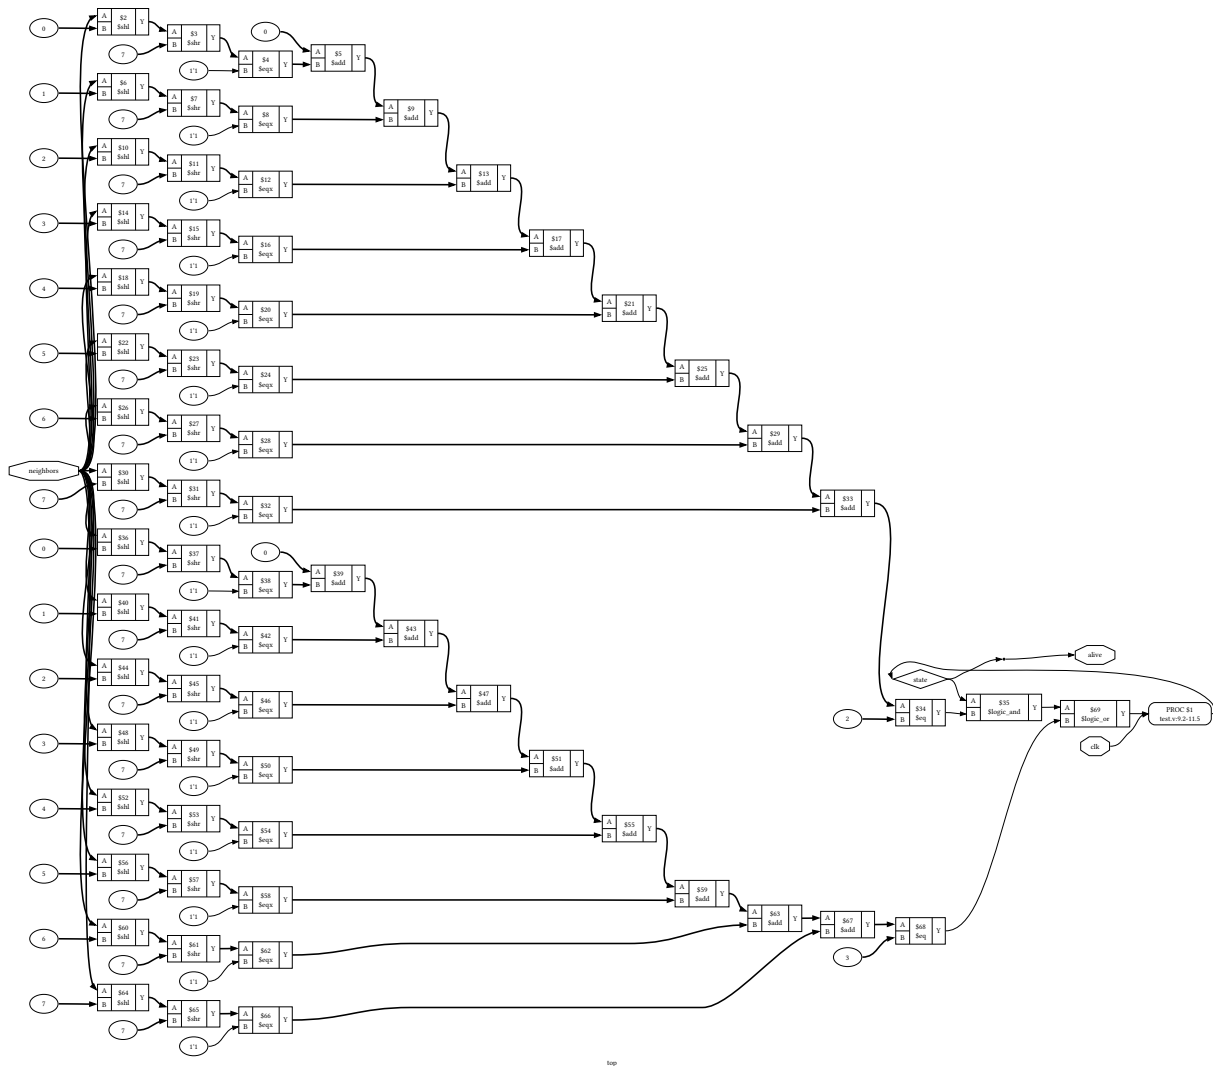 0
A $2 Y
B $shl
7
A $3 Y
B $shr
1'1
A $4 Y
B $eqx
0
A $5 Y
B $add
1
A $6 Y
B $shl
7
A $7 Y
B $shr
1'1
A $8 Y
B $eqx
A $9 Y
B $add
2
A $10 Y
B $shl
7
A $11 Y
B $shr
1'1
A $12 Y
B $eqx
A $13 Y
B $add
3
A $14 Y
B $shl
7
A $15 Y
B $shr
1'1
A $16 Y
B $eqx
A $17 Y
B $add
4
A $18 Y
B $shl
7
A $19 Y
B $shr
1'1
A $20 Y
B $eqx
A $21 Y
B $add
5
A $22 Y
B $shl
7
A $23 Y
B $shr
1'1
A $24 Y
B $eqx
A $25 Y
B $add
6
A $26 Y
B $shl
7
A $27 Y
B $shr
1'1
A $28 Y
B $eqx
A $29 Y
B $add
neighbors
7
A $30 Y
B $shl
7
A $31 Y
B $shr
1'1
A $32 Y
B $eqx
A $33 Y
B $add
0
A $36 Y
B $shl
7
A $37 Y
B $shr
1'1
A $38 Y
B $eqx
0
A $39 Y
B $add
1
A $40 Y
B $shl
7
A $41 Y
B $shr
1'1
A $42 Y
B $eqx
A $43 Y
B $add
2
A $44 Y
B $shl
7
A $45 Y
B $shr
1'1
A $46 Y
B $eqx
A $47 Y
B $add
state
alive
2
A $34 Y
B $eq
A $35 Y
B $logic_and
A $69 Y
B $logic_or
clk
PROC $1
test.v:9.2-11.5
3
A $48 Y
B $shl
7
A $49 Y
B $shr
1'1
A $50 Y
B $eqx
A $51 Y
B $add
4
A $52 Y
B $shl
7
A $53 Y
B $shr
1'1
A $54 Y
B $eqx
A $55 Y
B $add
5
A $56 Y
B $shl
7
A $57 Y
B $shr
1'1
A $58 Y
B $eqx
A $59 Y
B $add
6
A $60 Y
B $shl
7
A $61 Y
B $shr
1'1
A $62 Y
B $eqx
A $63 Y
B $add
7
A $64 Y
B $shl
7
A $65 Y
B $shr
1'1
A $66 Y
B $eqx
A $67 Y
B $add
3
A $68 Y
B $eq
top